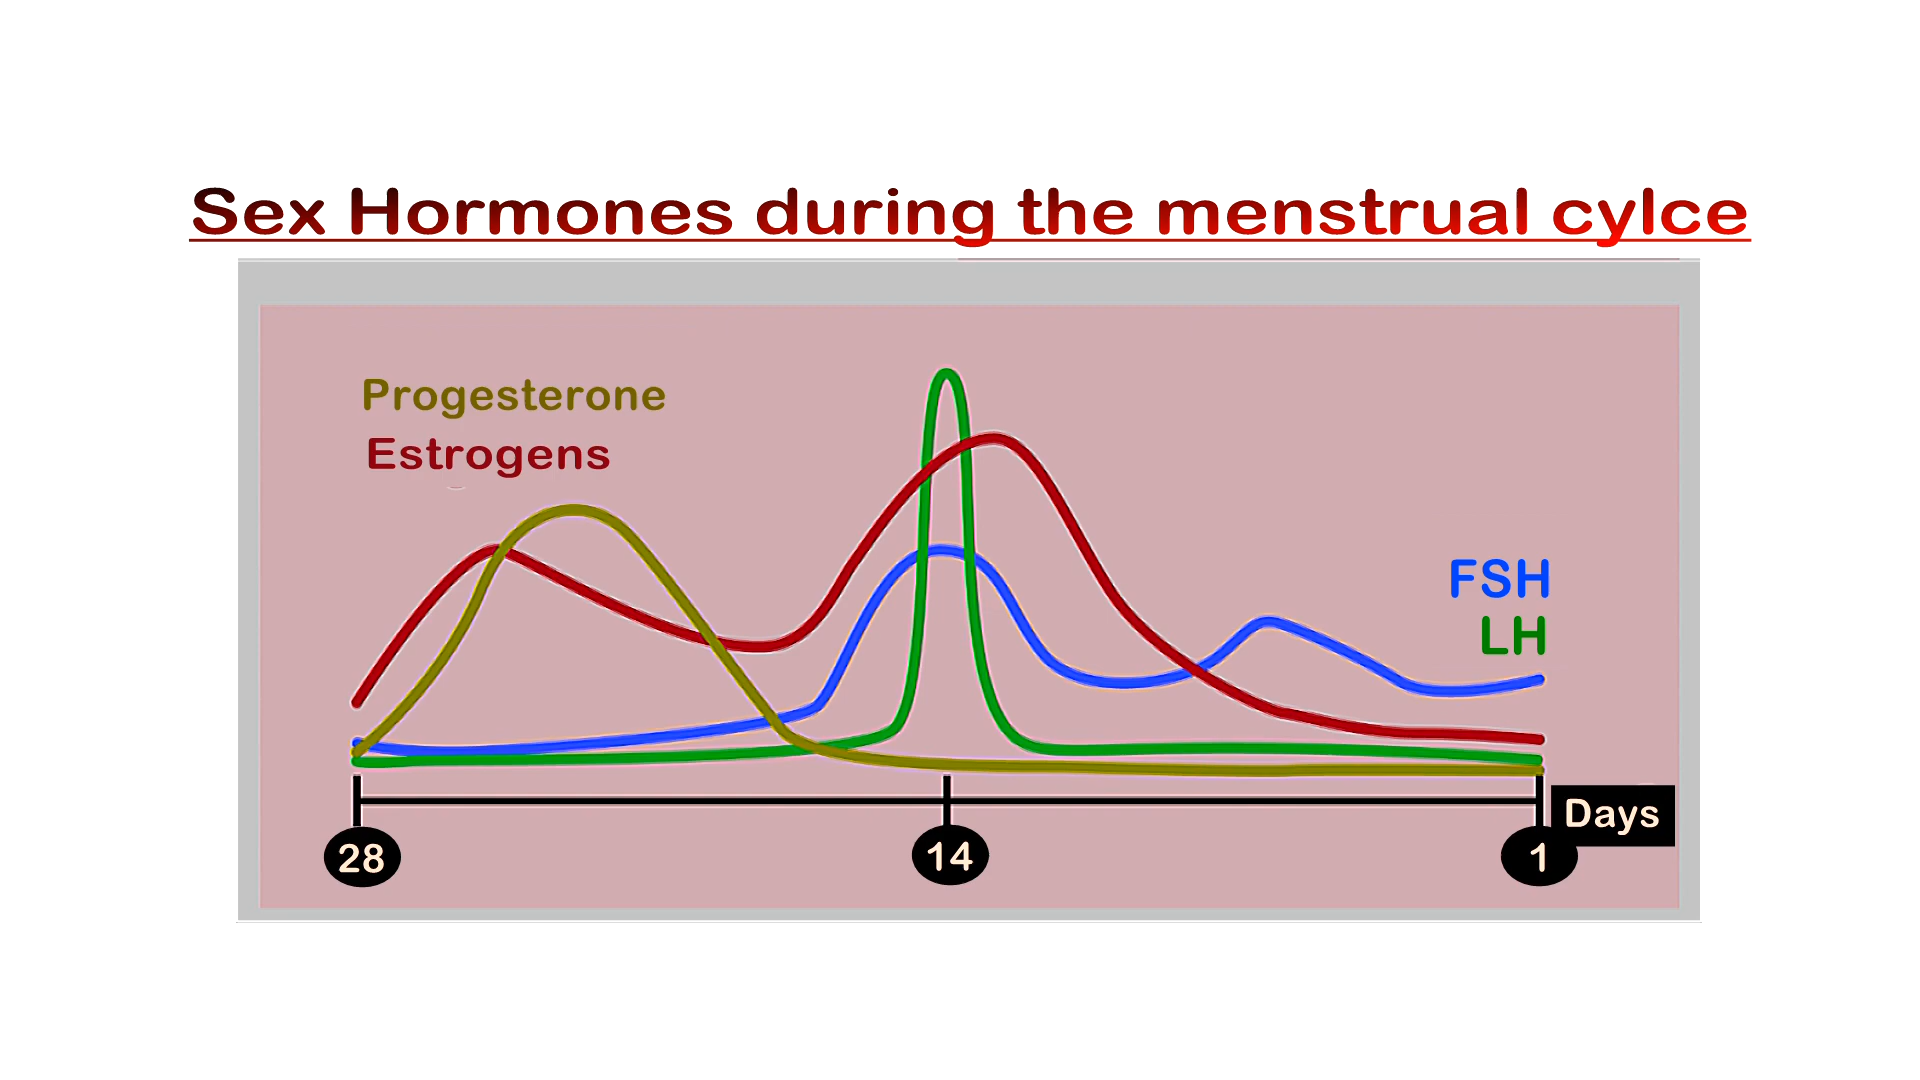 Sex Hormones during the menstrual cylce
Progesterone
Estrogens
FSH
LH
Days
28
14
1